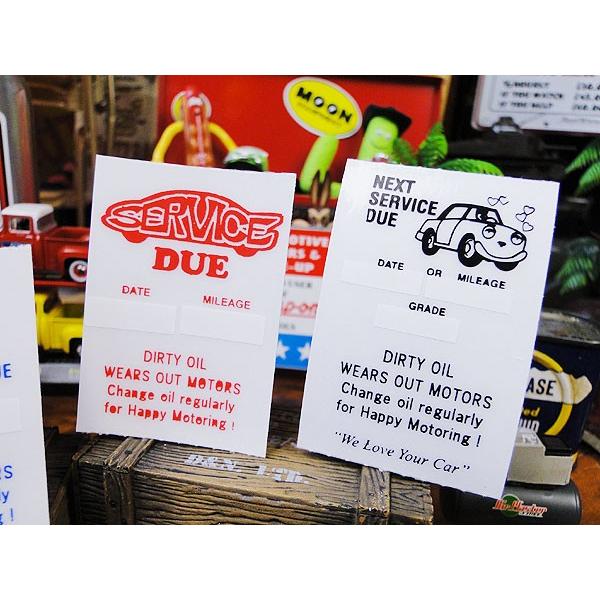 MOON
SERVICE
DUE
DATE MILEAGE
DIRTY OIL
WEARS OUT MOTORS
Change oil regularly
for Happy Motoring !
NEXT
SERVICE
DUE
DATE OR MILEAGE
GRADE
DIRTY OIL
WEARS OUT MOTORS
Change oil regularly
for Happy Motoring !
"We Love Your Car"